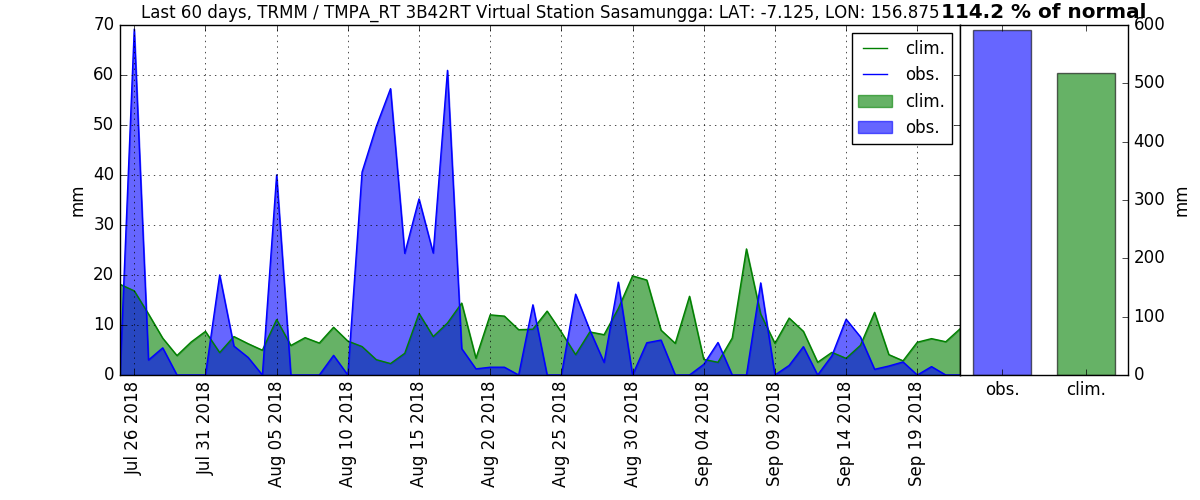 Last 60 days, TRMM / TMPA_RT 3B42RT Virtual Station Sasamungga: LAT: -7.125, LON: 156.875
114.2 % of normal
70
60
50
40
30
20
10
0
mm
clim.
obs.
clim.
obs.
Jul 26 2018
Jul 31 2018
Aug 05 2018
Aug 10 2018
Aug 15 2018
Aug 20 2018
Aug 25 2018
Aug 30 2018
Sep 04 2018
Sep 09 2018
Sep 14 2018
Sep 19 2018
600
500
400
300
200
100
0
mm
obs.
clim.